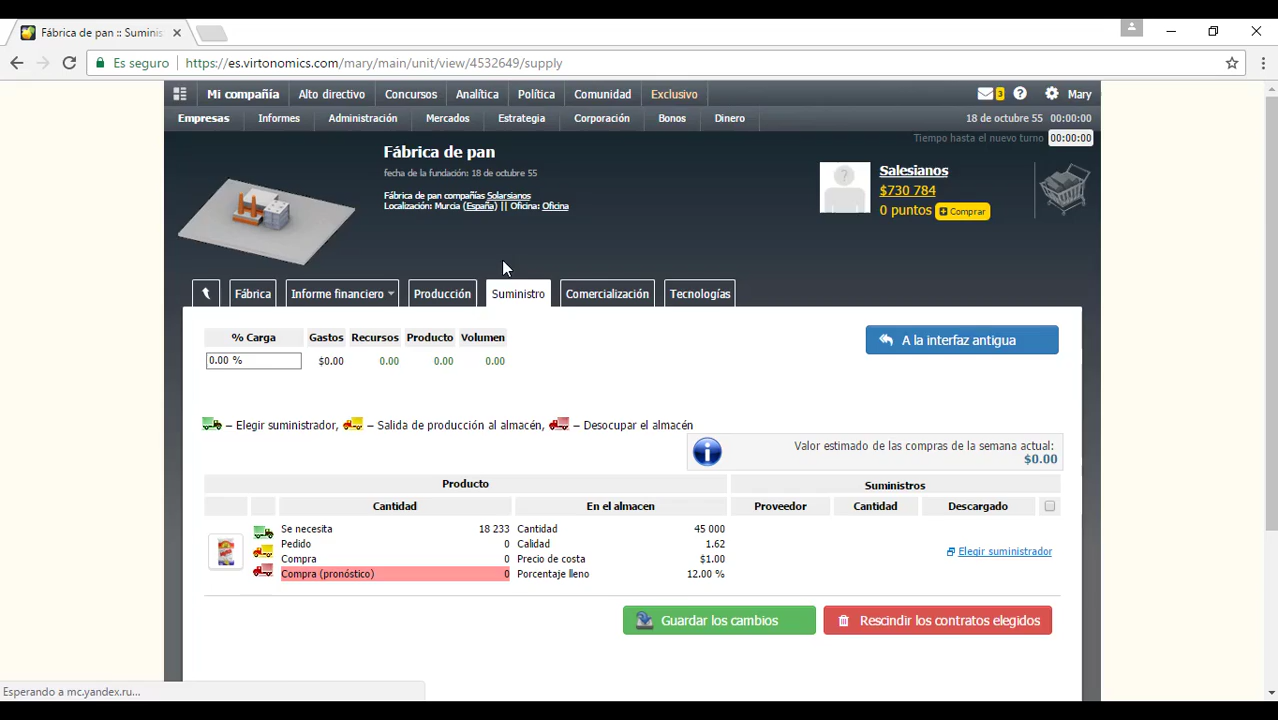 Fábrica de pan :: Suminis
Mary
Es seguro
https://es.virtonomics.com/mary/main/unit/view/4532649/supply
Mi compañía Alto directivo Concursos Analítica Política Comunidad Exclusivo 3 ? Mary
Empresas Informes Administración Mercados Estrategia Corporación Bonos Dinero 18 de octubre 55 00:00:00
Tiempo hasta el nuevo turno 00:00:00
Fábrica de pan
fecha de la fundación: 18 de octubre 55
Fábrica de pan compañías Solarsianos
Localización: Murcia (España) || Oficina: Oficina
Salesianos
$730 784
0 puntos Comprar
Fábrica Informe financiero Producción Suministro Comercialización Tecnologías
% Carga Gastos Recursos Producto Volumen
0.00 % $0.00 0.00 0.00 0.00
A la interfaz antigua
– Elegir suministrador, – Salida de producción al almacén, – Desocupar el almacén
Valor estimado de las compras de la semana actual:
$0.00
Producto Suministros
Cantidad En el almacen Proveedor Cantidad Descargado
Se necesita 18 233 Cantidad 45 000
Pedido 0 Calidad 1.62
Compra 0 Precio de costa $1.00
Compra (pronóstico) 0 Porcentaje lleno 12.00 %
Elegir suministrador
Guardar los cambios Rescindir los contratos elegidos
Esperando a mc.yandex.ru...